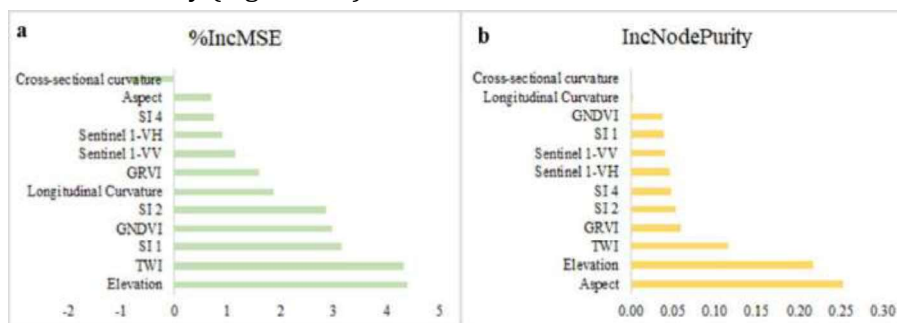 a
%IncMSE
Cross-sectional curvature
Aspect
SI 4
Sentinel 1-VH
Sentinel 1-VV
GRVI
Longitudinal Curvature
SI 2
GNDVI
SI 1
TWI
Elevation
-2 -1 0 1 2 3 4 5
b
IncNodePurity
Cross-sectional curvature
Longitudinal Curvature
GNDVI
SI 1
Sentinel 1-VV
Sentinel 1-VH
SI 4
SI 2
GRVI
TWI
Elevation
Aspect
0.00 0.05 0.10 0.15 0.20 0.25 0.30